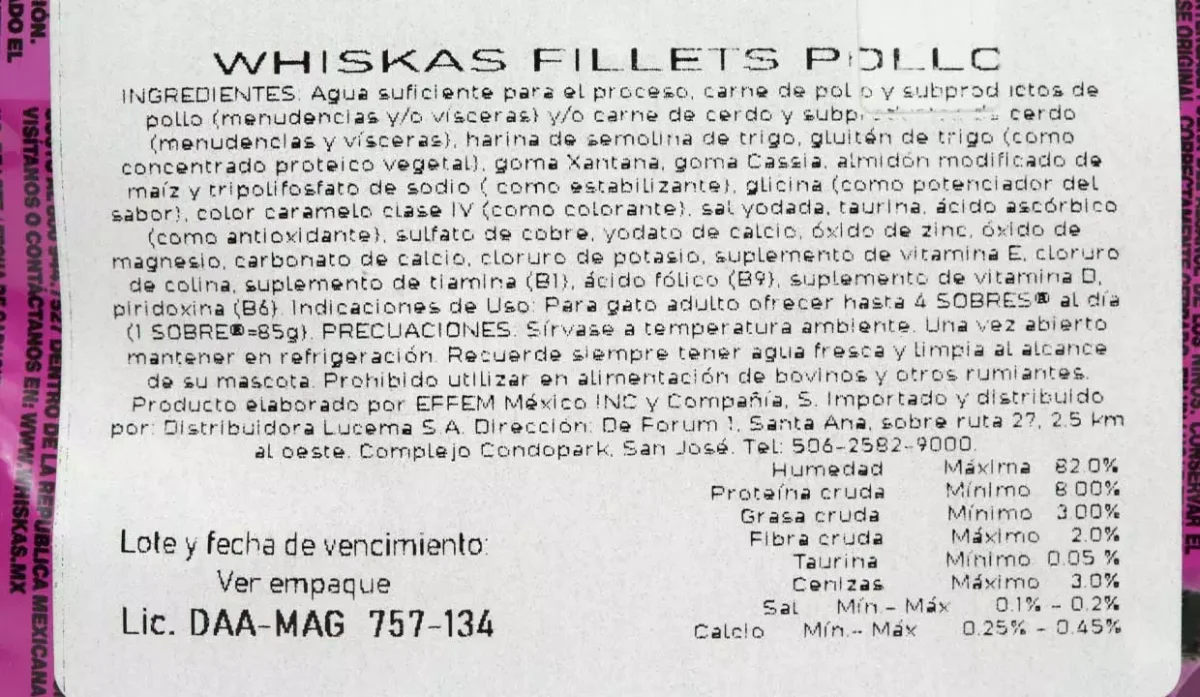 WHISKAS FILLETS POLLO
INGREDIENTES: Agua suficiente para el proceso, carne de pollo y subproductos de
pollo (menudencias y/o vísceras) y/o carne de cerdo y cerdo
(menudencias y vísceras), harina de semolina de trigo, gluitén de trigo (como
concentrado proteico vegetal), goma Xantana, goma Cassia, almidón modificado de
maíz y tripolifosfato de sodio ( como estabilizante), glicina (como potenciador del
sabor), color caramelo clase IV (como colorante), sal yodada, taurina, ácido ascórbico
(como antioxidante), sulfato de cobre, yodato de calcio, óxido de zinc, óxido de
magnesio, carbonato de calcio, cloruro de potasio, suplemento de vitamina E, cloruro
de colina, suplemento de tiamina (B1), ácido fólico (B9), suplemento de vitamina D,
piridoxina (B6). Indicaciones de Uso: Para gato adulto ofrecer hasta 4 SOBRES® al día
(1 SOBRE®=85g). PRECUACIONES: Sírvase a temperatura ambiente. Una vez abierto
mantener en refrigeración. Recuerde siempre tener agua fresca y limpia al alcance
de su mascota. Prohibido utilizar en alimentación de bovinos y otros rumiantes.
Producto elaborado por EFFEM México INC y Compañía, S. Importado y distribuido
por: Distribuidora Lucema S.A. Dirección: De Forum 1, Santa Ana, sobre ruta 27, 2.5 km
al oeste. Complejo Condopark, San José. Tel: 506-2582-9000.
Humedad Máxima 82.0%
Proteína cruda Mínimo 8.00%
Grasa cruda Mínimo 3.00%
Fibra cruda Máximo 2.0%
Taurina Mínimo 0.05 %
Cenizas Máximo 3.0%
Sal Mín.- Máx 0.1% - 0.2%
Calcio Mín.- Máx 0.25% - 0.45%
Lote y fecha de vencimiento:
Ver empaque
Lic. DAA-MAG 757-134
DENTRO DE LA REPÚBLICA MEXICANA
VISÍTANOS O CONTÁCTANOS EN: WWW.WHISKAS.MX